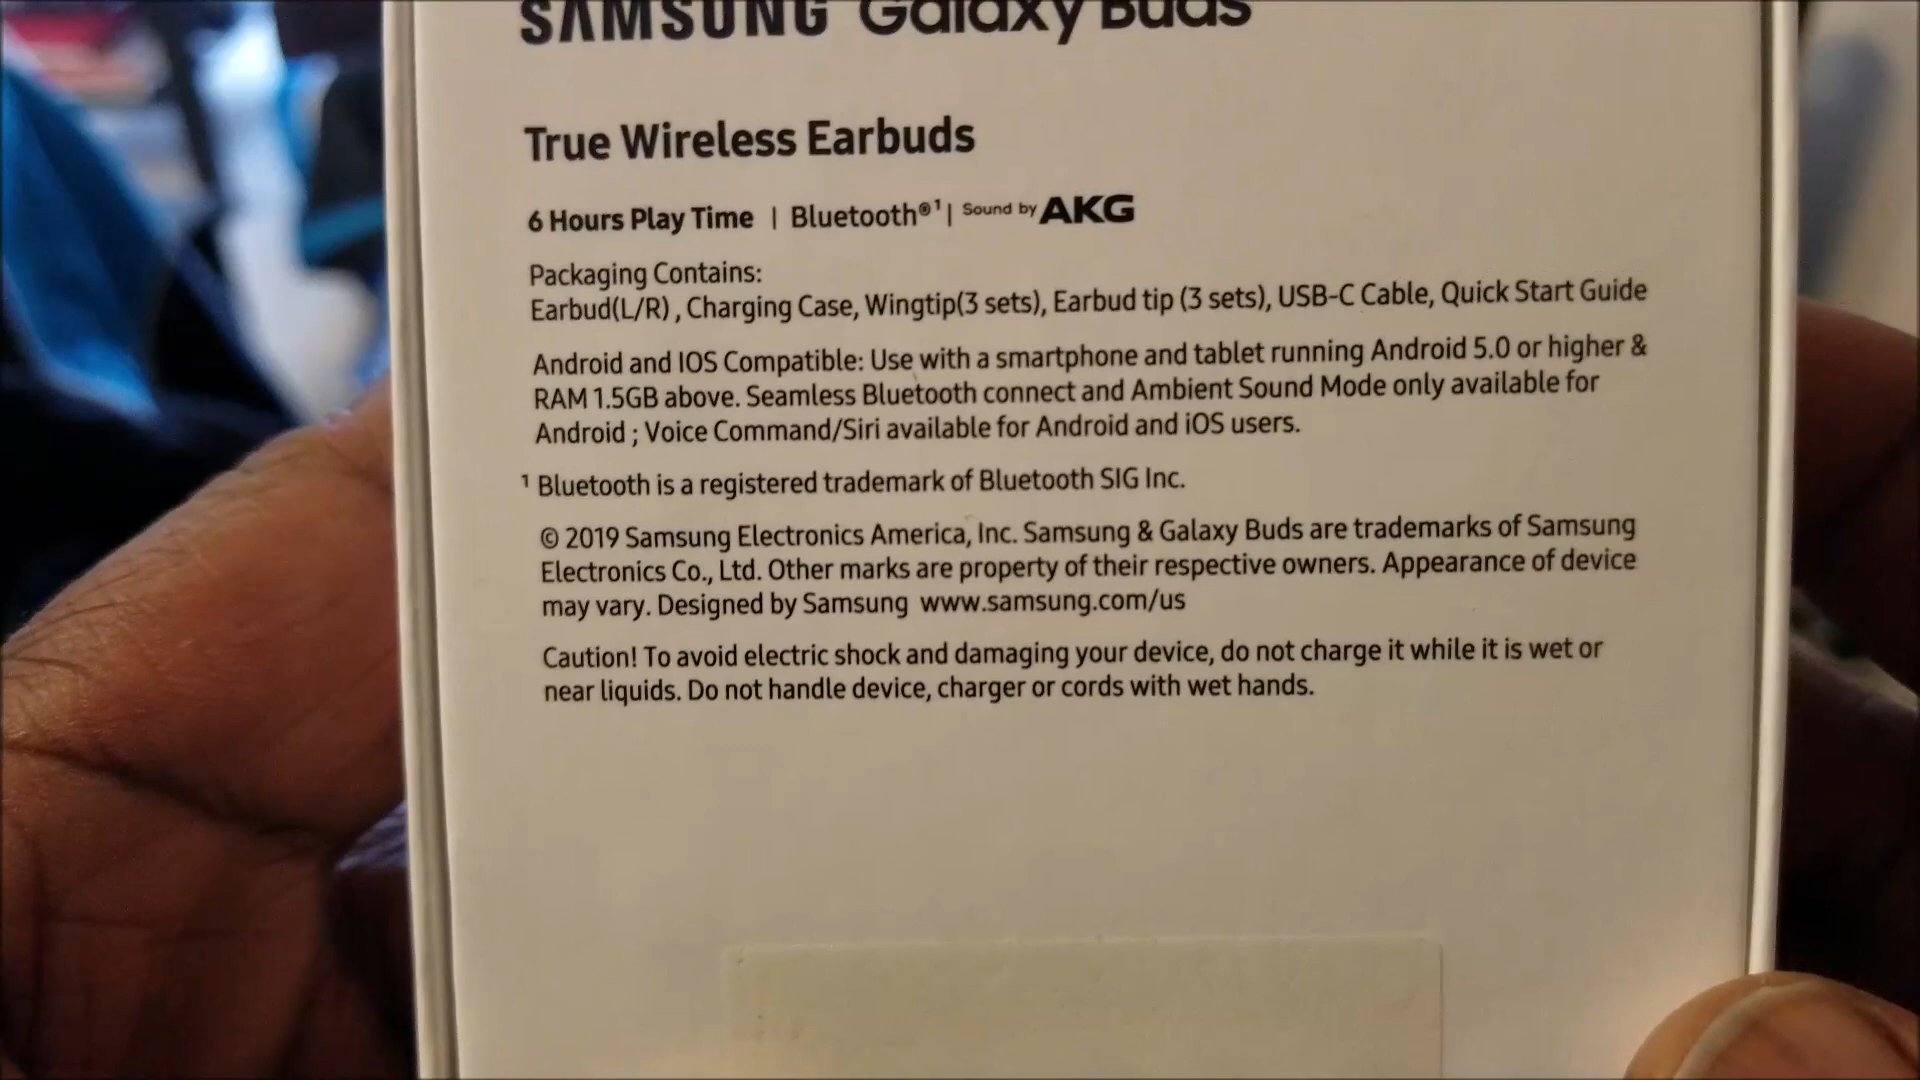 SAMSUNG Galaxy Buds
True Wireless Earbuds
6 Hours Play Time | Bluetooth®¹ | Sound by AKG
Packaging Contains:
Earbud(L/R) , Charging Case, Wingtip(3 sets), Earbud tip (3 sets), USB-C Cable, Quick Start Guide
Android and IOS Compatible: Use with a smartphone and tablet running Android 5.0 or higher &
RAM 1.5GB above. Seamless Bluetooth connect and Ambient Sound Mode only available for
Android ; Voice Command/Siri available for Android and iOS users.
¹ Bluetooth is a registered trademark of Bluetooth SIG Inc.
© 2019 Samsung Electronics America, Inc. Samsung & Galaxy Buds are trademarks of Samsung
Electronics Co., Ltd. Other marks are property of their respective owners. Appearance of device
may vary. Designed by Samsung www.samsung.com/us
Caution! To avoid electric shock and damaging your device, do not charge it while it is wet or
near liquids. Do not handle device, charger or cords with wet hands.